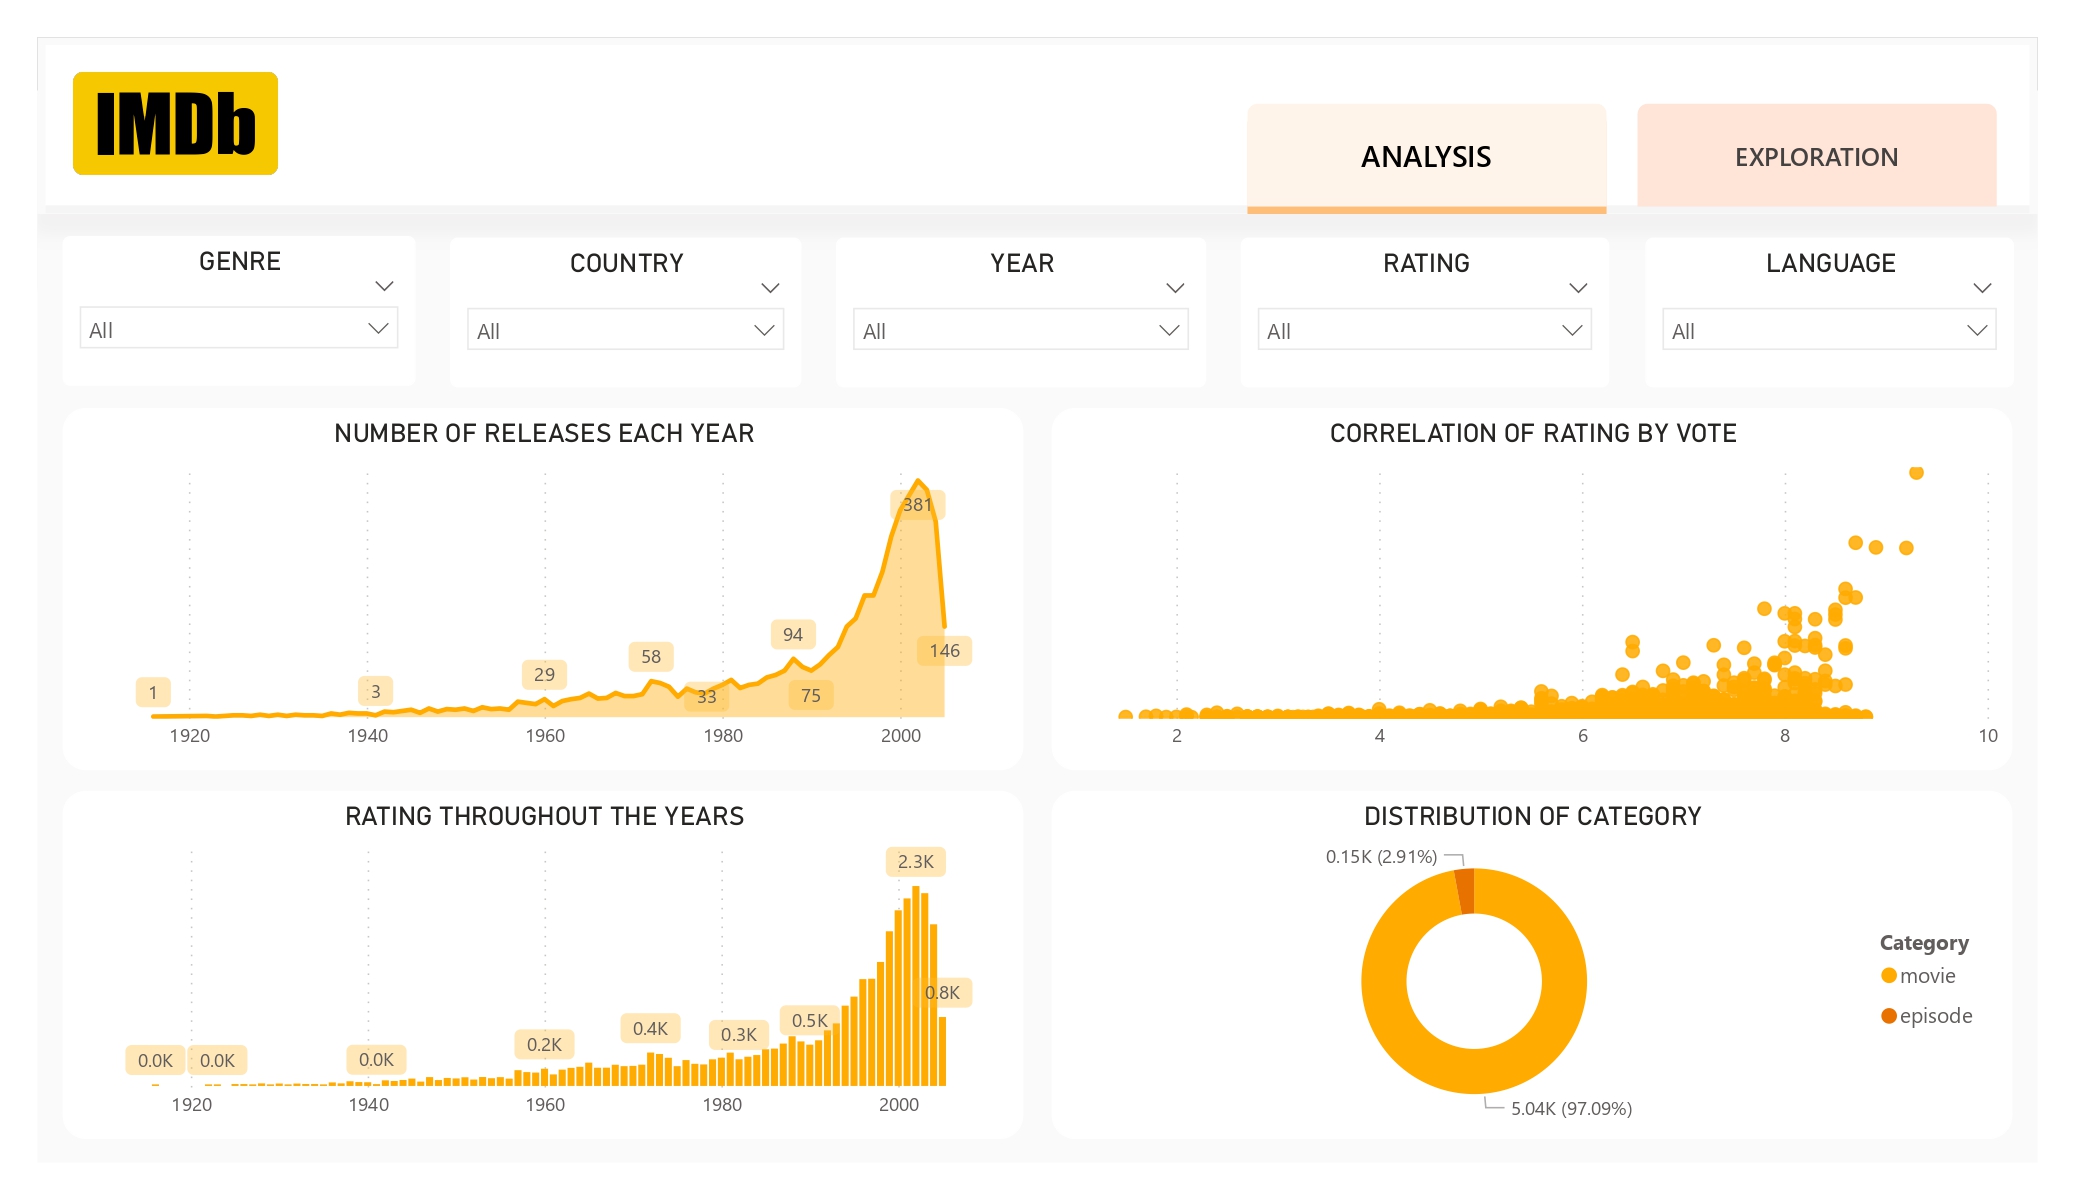 IMDb
ANALYSIS
EXPLORATION
GENRE
All
COUNTRY
All
YEAR
All
RATING
All
LANGUAGE
All
NUMBER OF RELEASES EACH YEAR
381
94
58
146
29
33
75
1
3
1920 1940 1960 1980 2000
CORRELATION OF RATING BY VOTE
2 4 6 8 10
RATING THROUGHOUT THE YEARS
2.3K
0.8K
0.5K
0.4K
0.3K
0.2K
0.0K 0.0K 0.0K
1920 1940 1960 1980 2000
DISTRIBUTION OF CATEGORY
0.15K (2.91%)
5.04K (97.09%)
Category
movie
episode